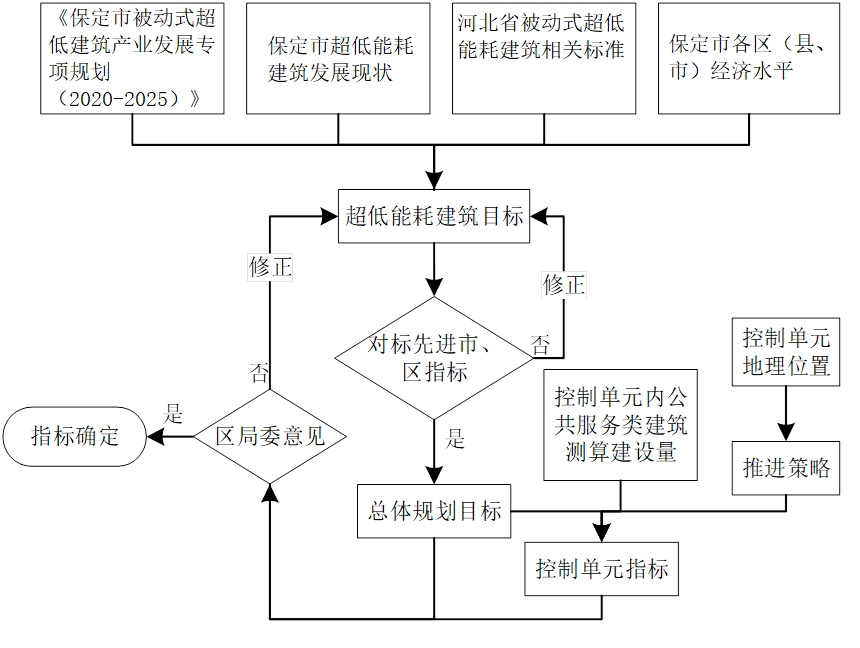 《保定市被动式超
低建筑产业发展专
项规划
（2020-2025）》
保定市超低能耗
建筑发展现状
河北省被动式超低
能耗建筑相关标准
保定市各区（县、
市）经济水平
超低能耗建筑目标
修正
修正
对标先进市、
区指标
否
否
是
控制单元
地理位置
控制单元内公
共服务类建筑
测算建设量
指标确定
是
区局委意见
推进策略
总体规划目标
控制单元指标